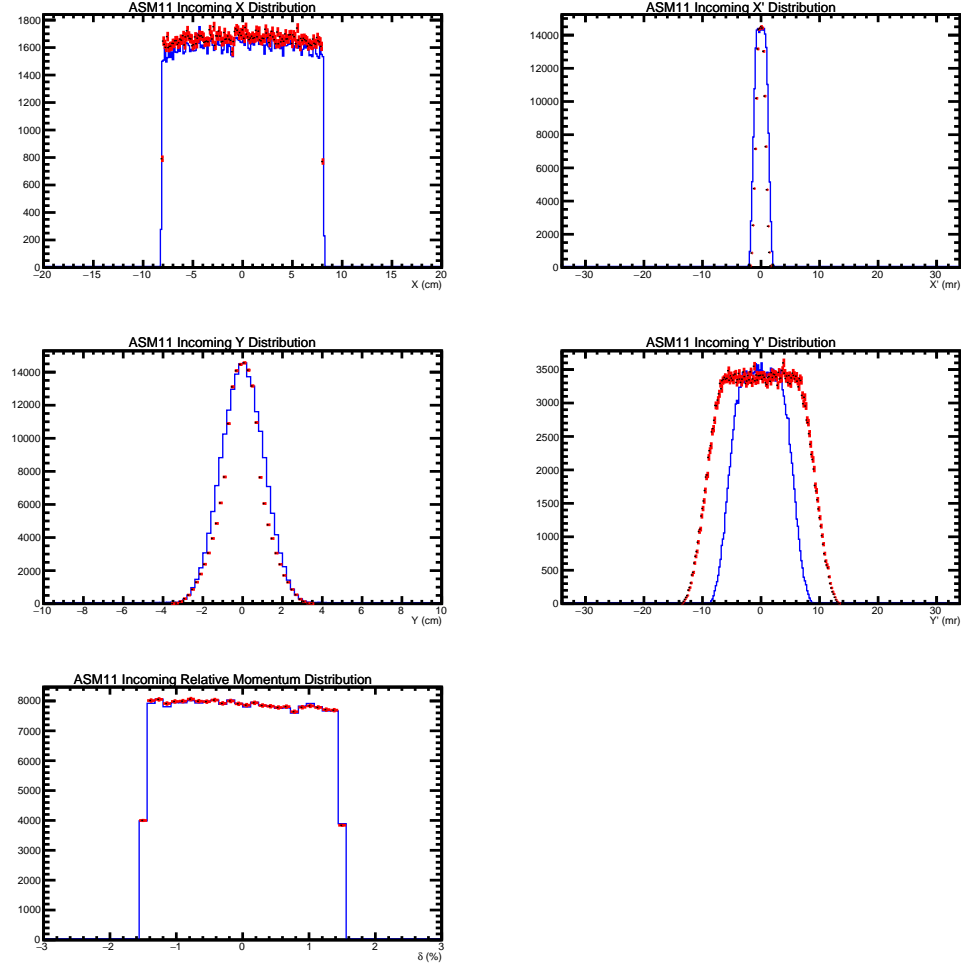 ASM11 Incoming X Distribution
1800
1600
1400
1200
1000
800
600
400
200
0
−20 −15 −10 −5 0 5 10 15 20
X (cm)
ASM11 Incoming X' Distribution
14000
12000
10000
8000
6000
4000
2000
0
−30 −20 −10 0 10 20 30
X' (mr)
ASM11 Incoming Y Distribution
14000
12000
10000
8000
6000
4000
2000
0
−10 −8 −6 −4 −2 0 2 4 6 8 10
Y (cm)
ASM11 Incoming Y' Distribution
3500
3000
2500
2000
1500
1000
500
0
−30 −20 −10 0 10 20 30
Y' (mr)
ASM11 Incoming Relative Momentum Distribution
8000
7000
6000
5000
4000
3000
2000
1000
0
−3 −2 −1 0 1 2 3
δ (%)